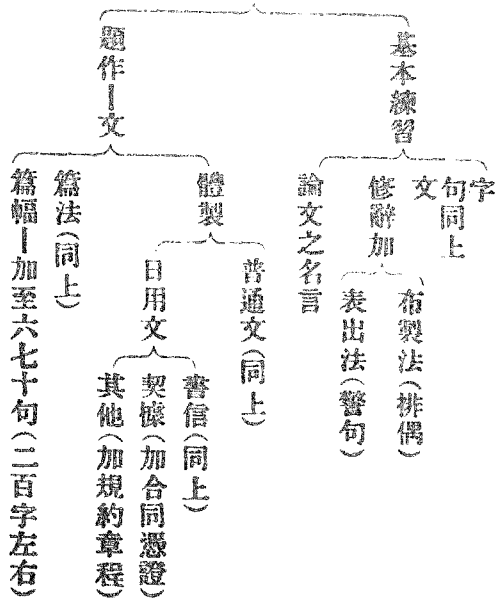 基本練習
字
句同上
文
修辭加
布製法(排偶)
表出法(警句)
論文之名言
題作—文
體製
普通文(同上)
日用文
書信(同上)
契據(加合同憑證)
其他(加規約章程)
篇法(同上)
篇幅—加至六七十句(二百字左右)